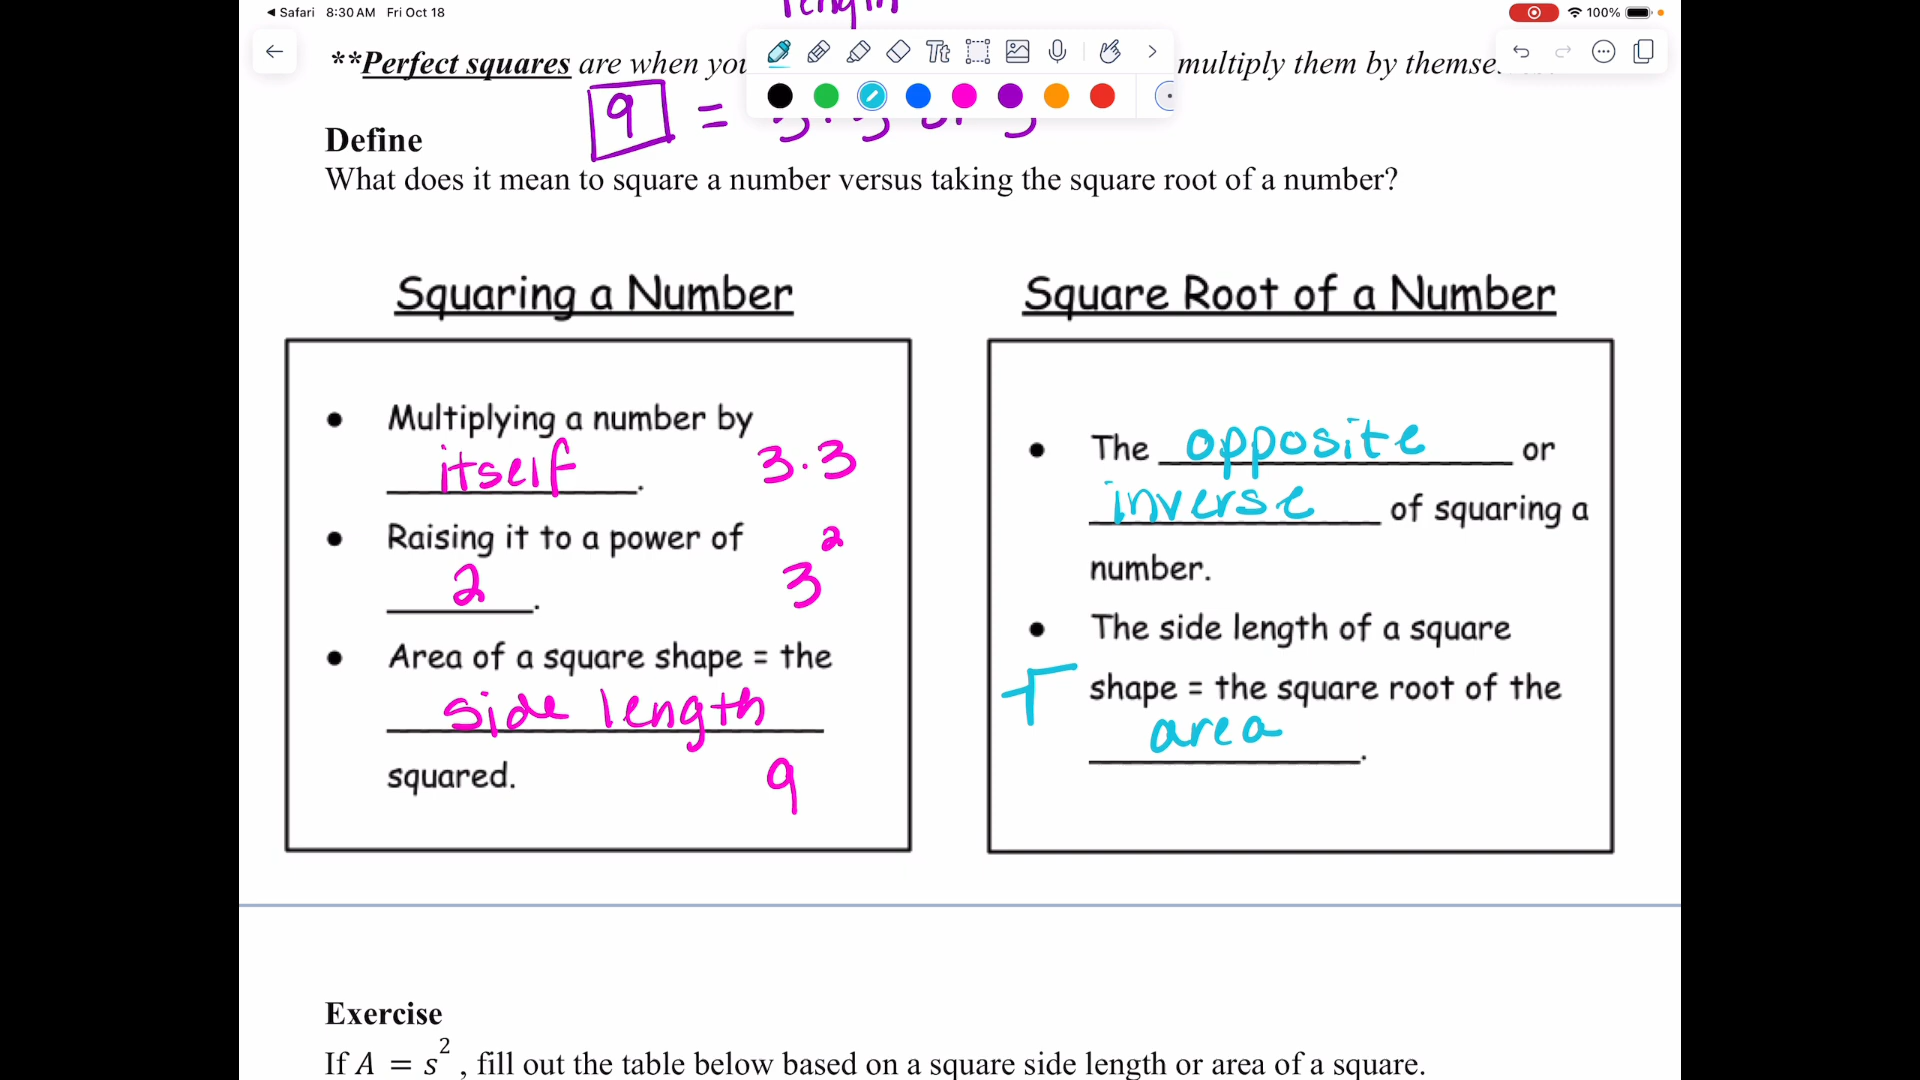 Safari 8:30 AM Fri Oct 18
100%
length
**Perfect squares are when you multiply them by
9 =
Define
What does it mean to square a number versus taking the square root of a number?
Squaring a Number
Multiplying a number by
itself.
3·3
Raising it to a power of
2.
3²
Area of a square shape = the
side length
squared.
9
Square Root of a Number
The opposite or
inverse of squaring a
number.
The side length of a square
shape = the square root of the
√
area.
Exercise
If A = s², fill out the table below based on a square side length or area of a square.